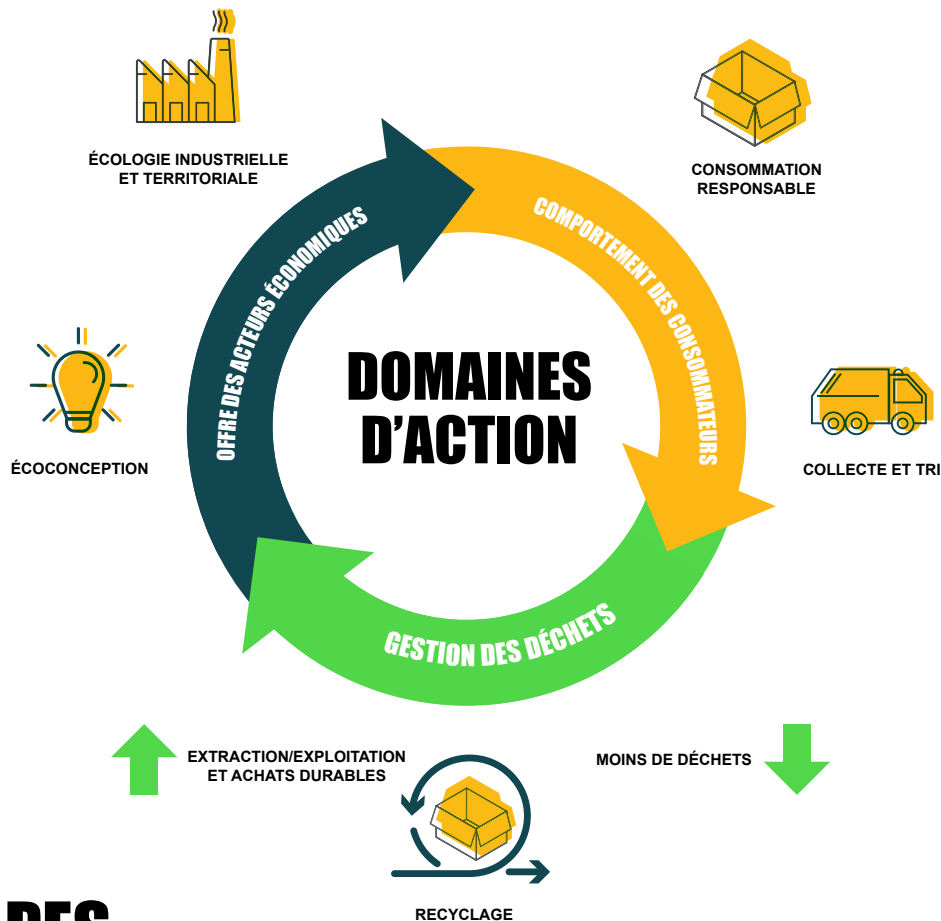 ÉCOLOGIE INDUSTRIELLE
ET TERRITORIALE
CONSOMMATION
RESPONSABLE
OFFRE DES ACTEURS ÉCONOMIQUES
COMPORTEMENT DES CONSOMMATEURS
DOMAINES
D'ACTION
ÉCOCONCEPTION
COLLECTE ET TRI
GESTION DES DÉCHETS
EXTRACTION/EXPLOITATION
ET ACHATS DURABLES
MOINS DE DÉCHETS
RECYCLAGE
DES